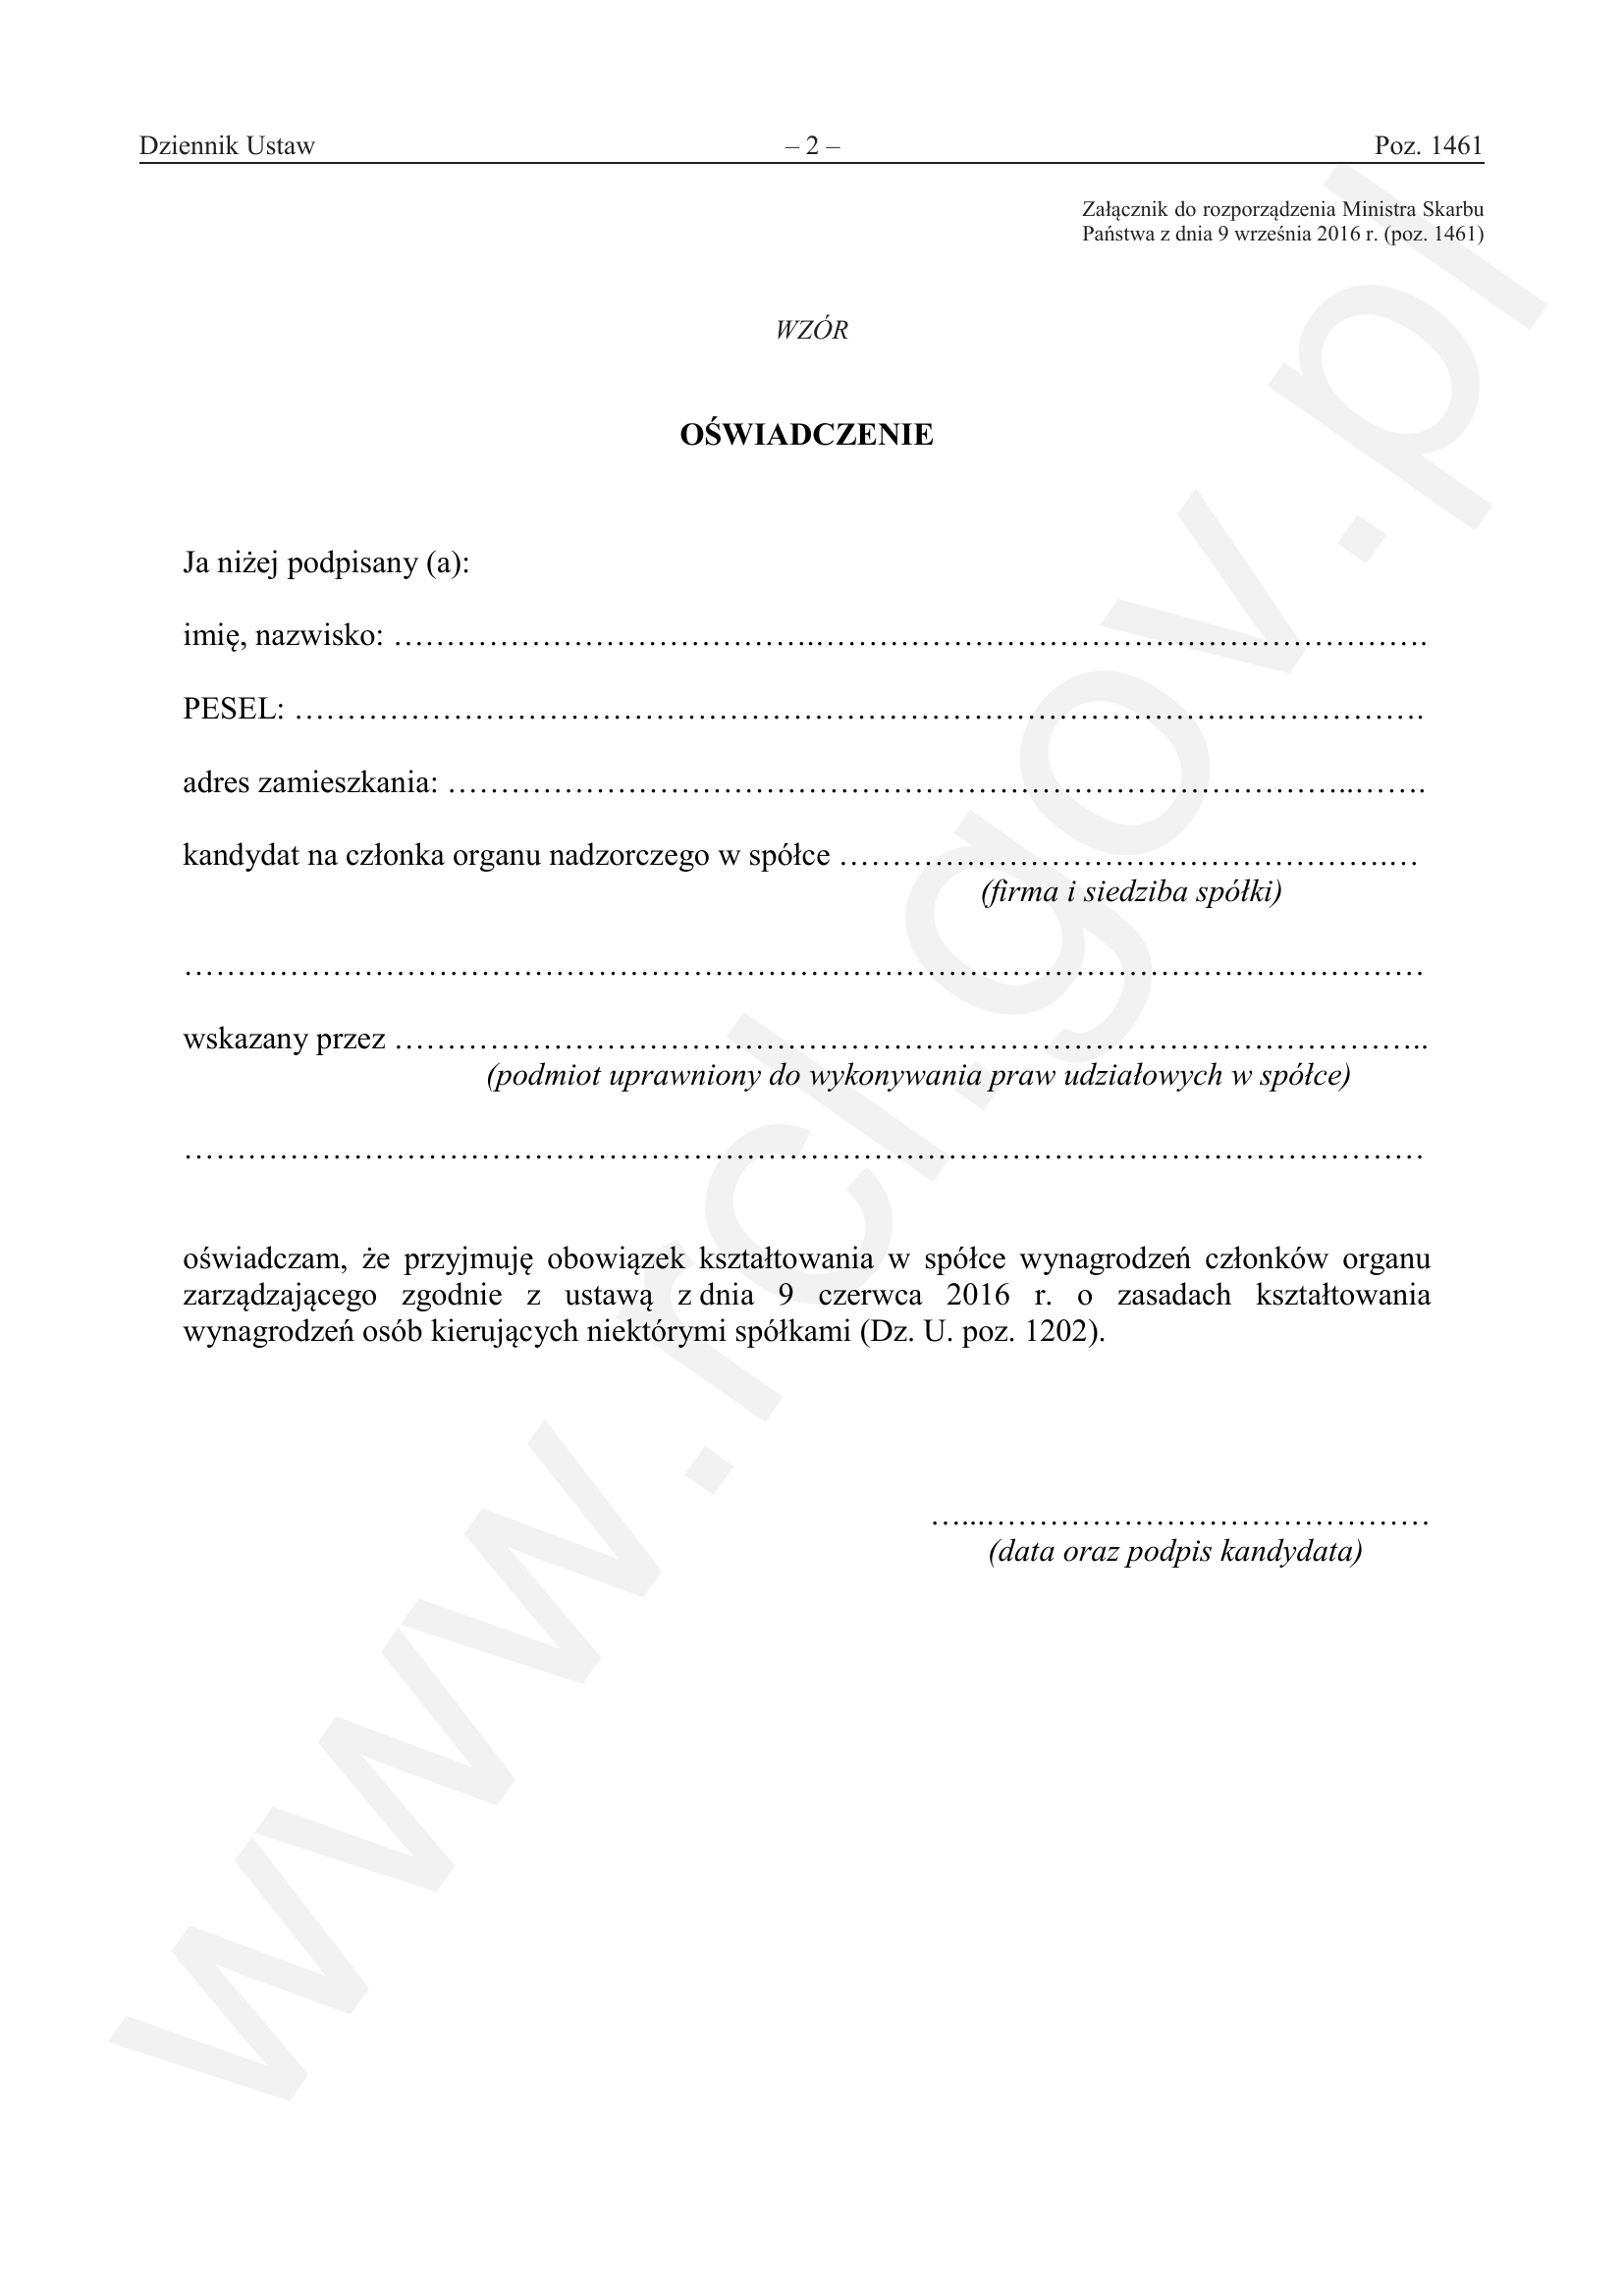 Dziennik Ustaw – 2 – Poz. 1461
Załącznik do rozporządzenia Ministra Skarbu
Państwa z dnia 9 września 2016 r. (poz. 1461)
WZÓR
OŚWIADCZENIE
Ja niżej podpisany (a):
imię, nazwisko: ………………………………….………………………………………………….
PESEL: …………………………………………………………………………….……………….
adres zamieszkania: …………………………………………………………………………..…….
kandydat na członka organu nadzorczego w spółce …………………………………………….…
(firma i siedziba spółki)
………………………………………………………………………………………………………
wskazany przez ……………………………………………………………………………………..
(podmiot uprawniony do wykonywania praw udziałowych w spółce)
………………………………………………………………………………………………………
oświadczam, że przyjmuję obowiązek kształtowania w spółce wynagrodzeń członków organu
zarządzającego zgodnie z ustawą z dnia 9 czerwca 2016 r. o zasadach kształtowania
wynagrodzeń osób kierujących niektórymi spółkami (Dz. U. poz. 1202).
…...……………………………………
(data oraz podpis kandydata)
www.rcl.gov.pl